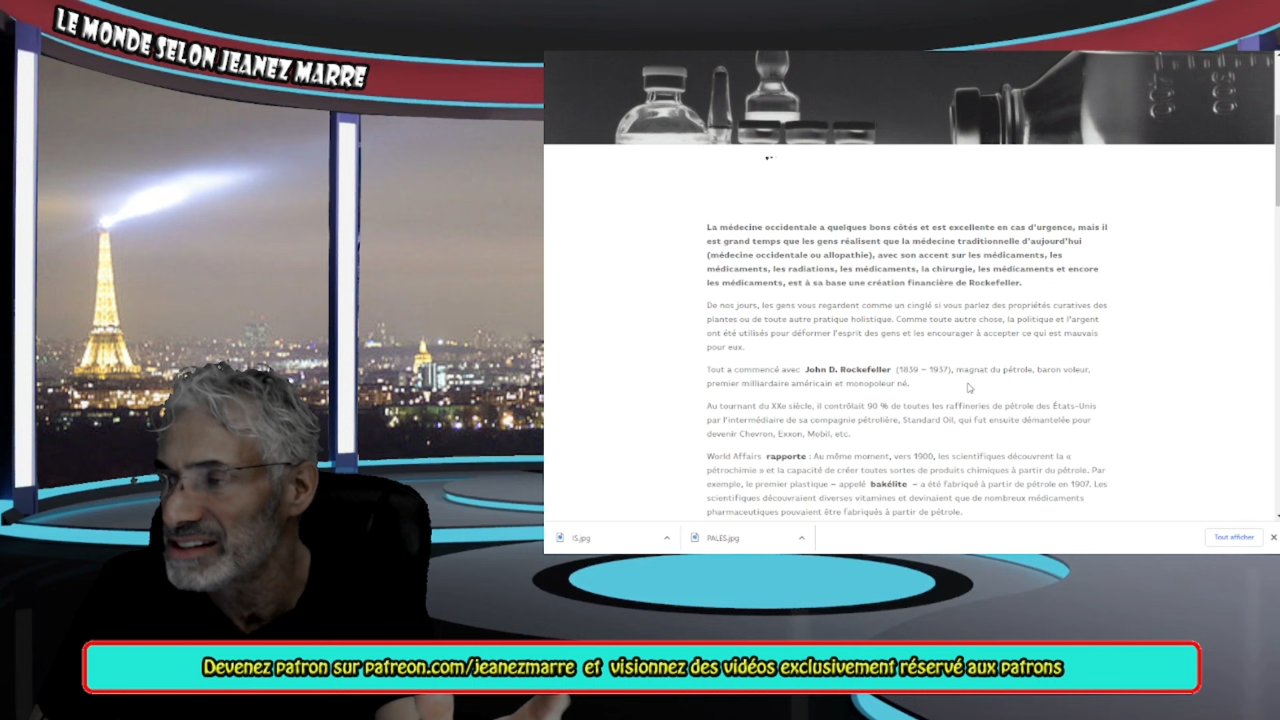 LE MONDE SELON JEANEZ MARRE
La médecine occidentale a quelques bons côtés et est excellente en cas d'urgence, mais il
est grand temps que les gens réalisent que la médecine traditionnelle d'aujourd'hui
(médecine occidentale ou allopathie), avec son accent sur les médicaments, les
médicaments, les radiations, les médicaments, la chirurgie, les médicaments et encore
les médicaments, est à sa base une création financière de Rockefeller.
De nos jours, les gens vous regardent comme un cinglé si vous parlez des propriétés curatives des
plantes ou de toute autre pratique holistique. Comme toute autre chose, la politique et l'argent
ont été utilisés pour déformer l'esprit des gens et les encourager à accepter ce qui est mauvais
pour eux.
Tout a commencé avec John D. Rockefeller (1839 – 1937), magnat du pétrole, baron voleur,
premier milliardaire américain et monopoleur né.
Au tournant du XXe siècle, il contrôlait 90 % de toutes les raffineries de pétrole des États-Unis
par l'intermédiaire de sa compagnie pétrolière, Standard Oil, qui fut ensuite démantelée pour
devenir Chevron, Exxon, Mobil, etc.
World Affairs rapporte : Au même moment, vers 1900, les scientifiques découvrent la «
pétrochimie » et la capacité de créer toutes sortes de produits chimiques à partir du pétrole. Par
exemple, le premier plastique – appelé bakélite – a été fabriqué à partir de pétrole en 1907. Les
scientifiques découvraient diverses vitamines et devinaient que de nombreux médicaments
pharmaceutiques pouvaient être fabriqués à partir de pétrole.
IS.jpg
PALES.jpg
Tout afficher
Devenez patron sur patreon.com/jeanezmarre et visionnez des vidéos exclusivement réservé aux patrons